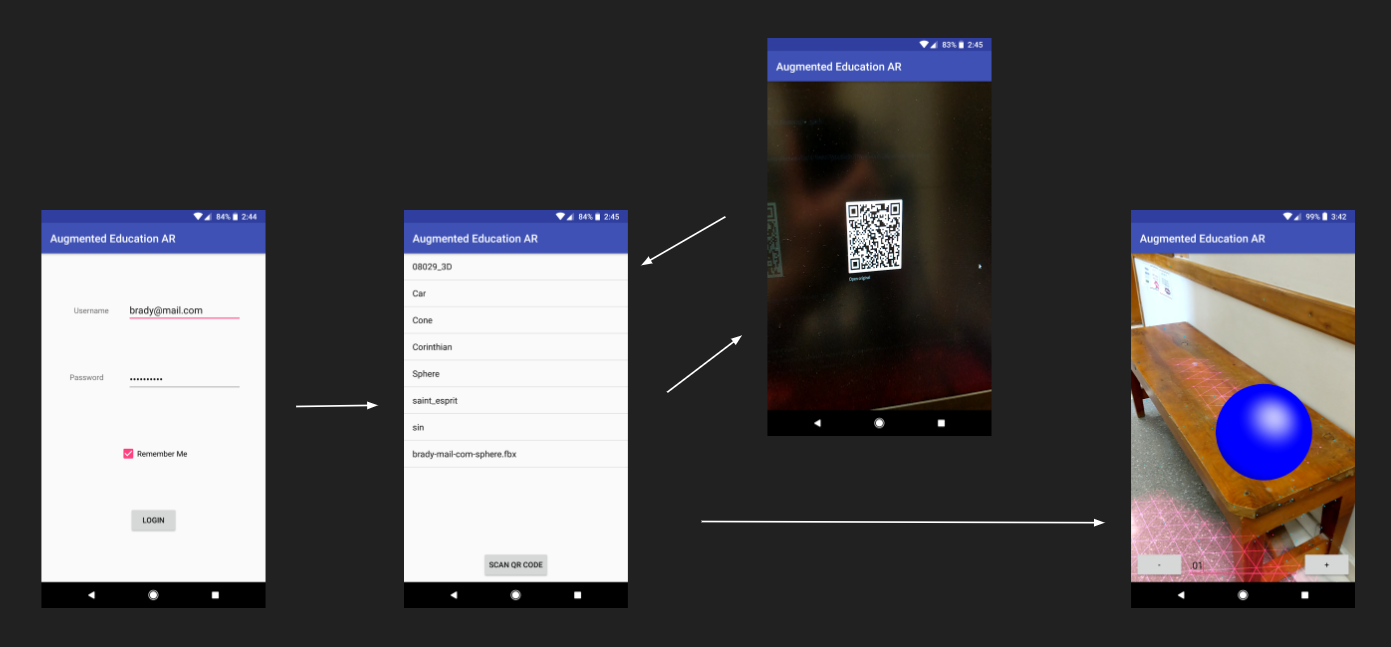 84% 2:44
Augmented Education AR
Username
brady@mail.com
Password
••••••••••
Remember Me
LOGIN
84% 2:45
Augmented Education AR
08029_3D
Car
Cone
Corinthian
Sphere
saint_esprit
sin
brady-mail-com-sphere.fbx
SCAN QR CODE
83% 2:45
Augmented Education AR
Open original
99% 3:42
Augmented Education AR
-
.01
+